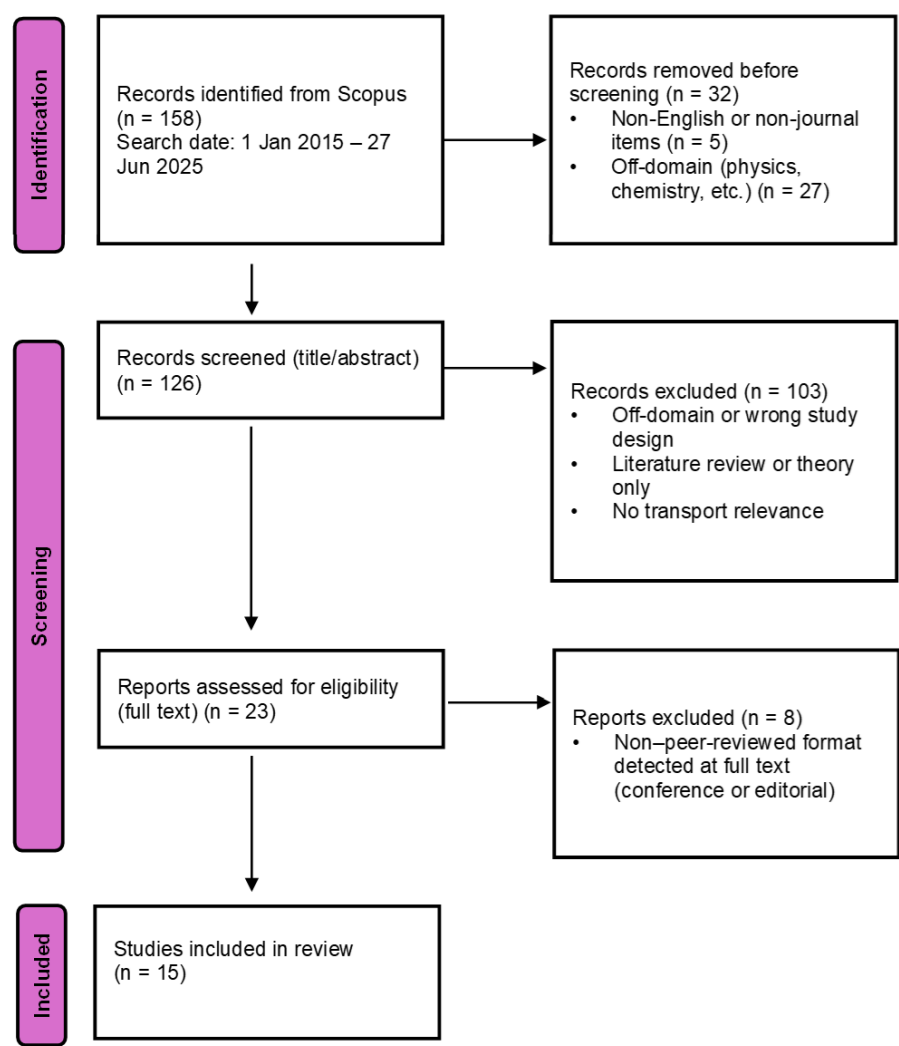 Identification
Records identified from Scopus
(n = 158)
Search date: 1 Jan 2015 – 27
Jun 2025
Records removed before
screening (n = 32)
• Non-English or non-journal
items (n = 5)
• Off-domain (physics,
chemistry, etc.) (n = 27)
Screening
Records screened (title/abstract)
(n = 126)
Records excluded (n = 103)
• Off-domain or wrong study
design
• Literature review or theory
only
• No transport relevance
Reports assessed for eligibility
(full text) (n = 23)
Reports excluded (n = 8)
• Non–peer-reviewed format
detected at full text
(conference or editorial)
Included
Studies included in review
(n = 15)